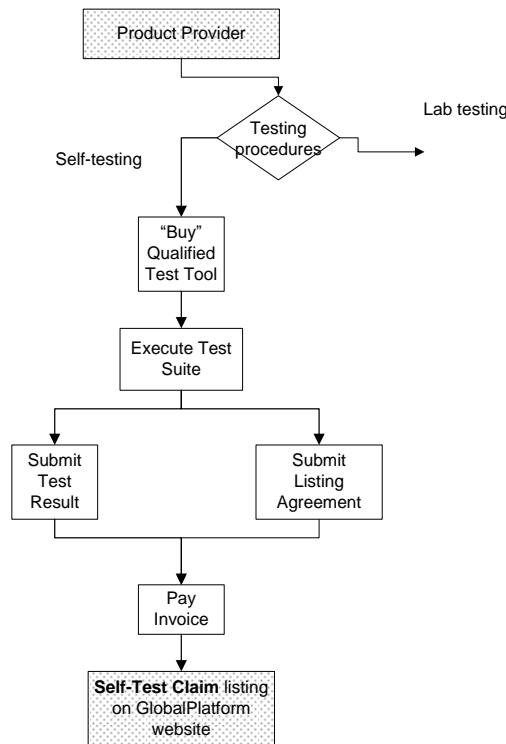 Product Provider
Lab testing
Testing
procedures
Self-testing
“Buy”
Qualified
Test Tool
Execute Test
Suite
Submit
Test
Result
Submit
Listing
Agreement
Pay
Invoice
Self-Test Claim listing
on GlobalPlatform
website